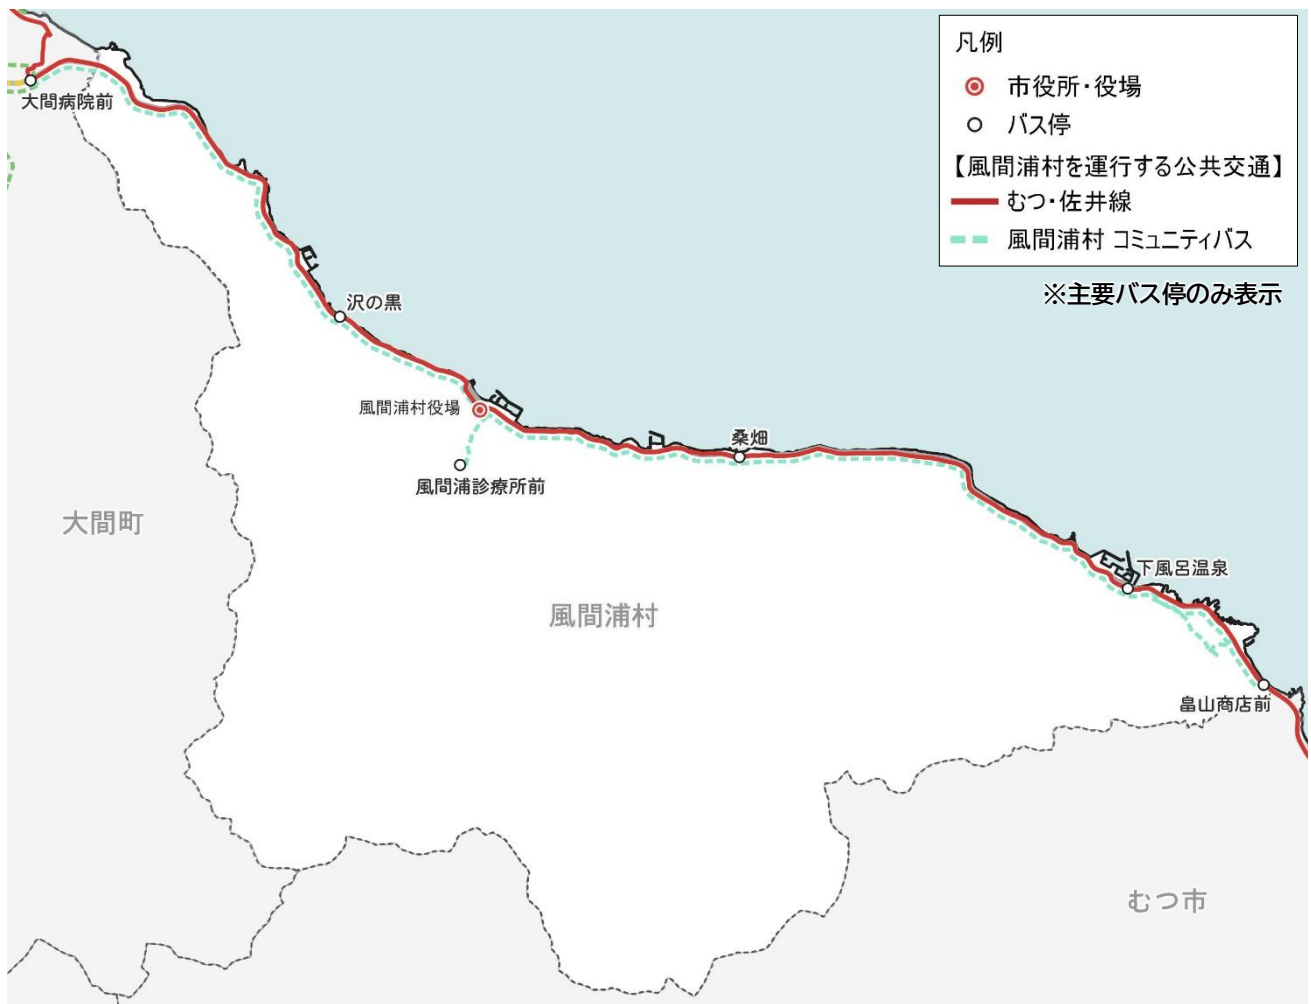 凡例
市役所・役場
バス停
【風間浦村を運行する公共交通】
むつ・佐井線
風間浦村 コミュニティバス
※主要バス停のみ表示
大間病院前
沢の黒
風間浦村役場
桑畑
風間浦診療所前
大間町
下風呂温泉
風間浦村
畠山商店前
むつ市